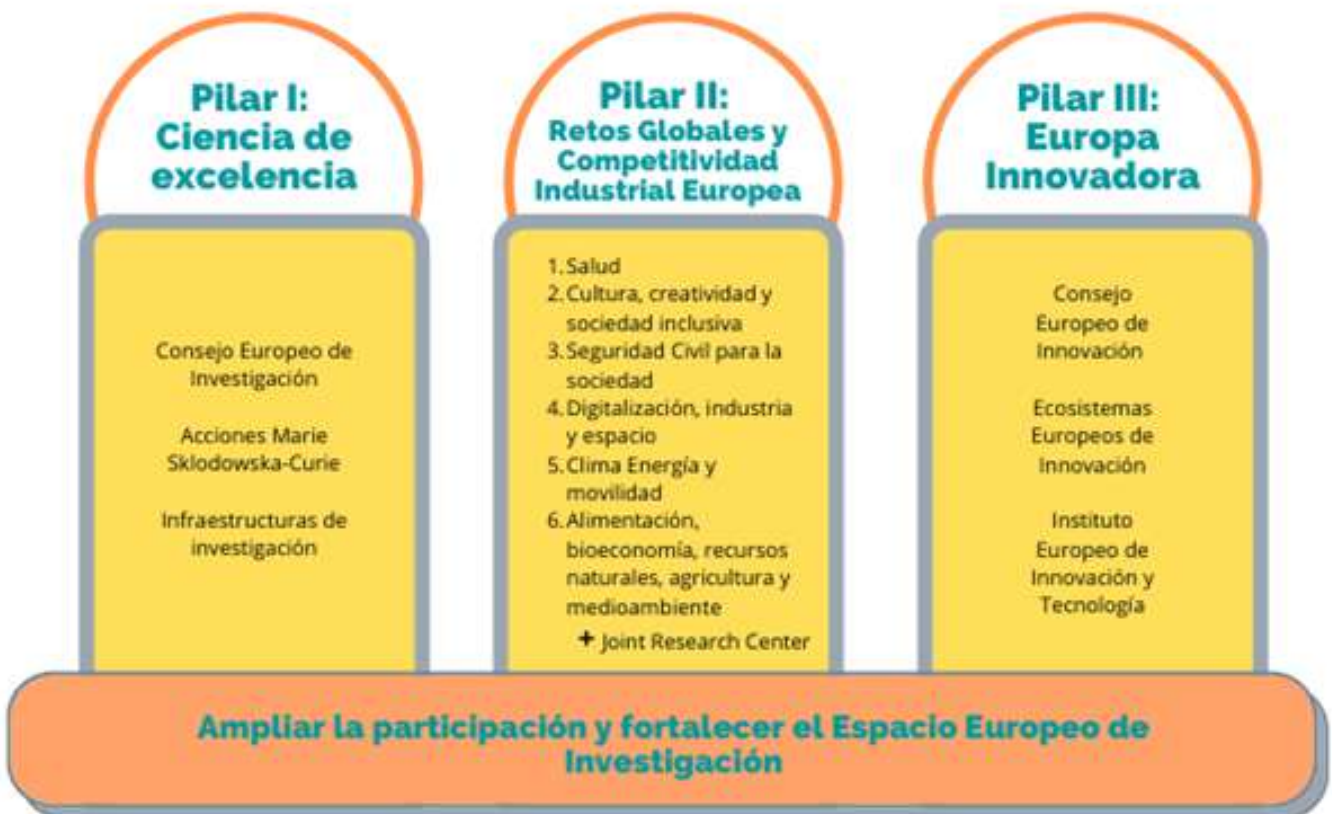 Pilar I:
Ciencia de
excelencia
Consejo Europeo de
Investigación
Acciones Marie
Sklodowska-Curie
Infraestructuras de
investigación
Pilar II:
Retos Globales y
Competitividad
Industrial Europea
1. Salud
2. Cultura, creatividad y
sociedad inclusiva
3. Seguridad Civil para la
sociedad
4. Digitalización, industria
y espacio
5. Clima Energía y
movilidad
6. Alimentación,
bioeconomía, recursos
naturales, agricultura y
medioambiente
+ Joint Research Center
Pilar III:
Europa
Innovadora
Consejo
Europeo de
Innovación
Ecosistemas
Europeos de
Innovación
Instituto
Europeo de
Innovación y
Tecnología
Ampliar la participación y fortalecer el Espacio Europeo de
Investigación